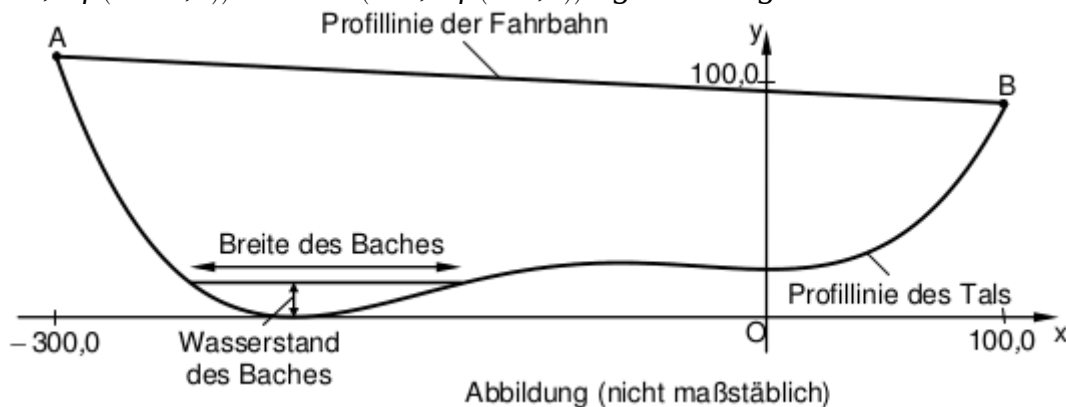 Profillinie der Fahrbahn
A
y
100,0
B
Breite des Baches
Profillinie des Tals
– 300,0
Wasserstand
des Baches
O
100,0
x
Abbildung (nicht maßstäblich)